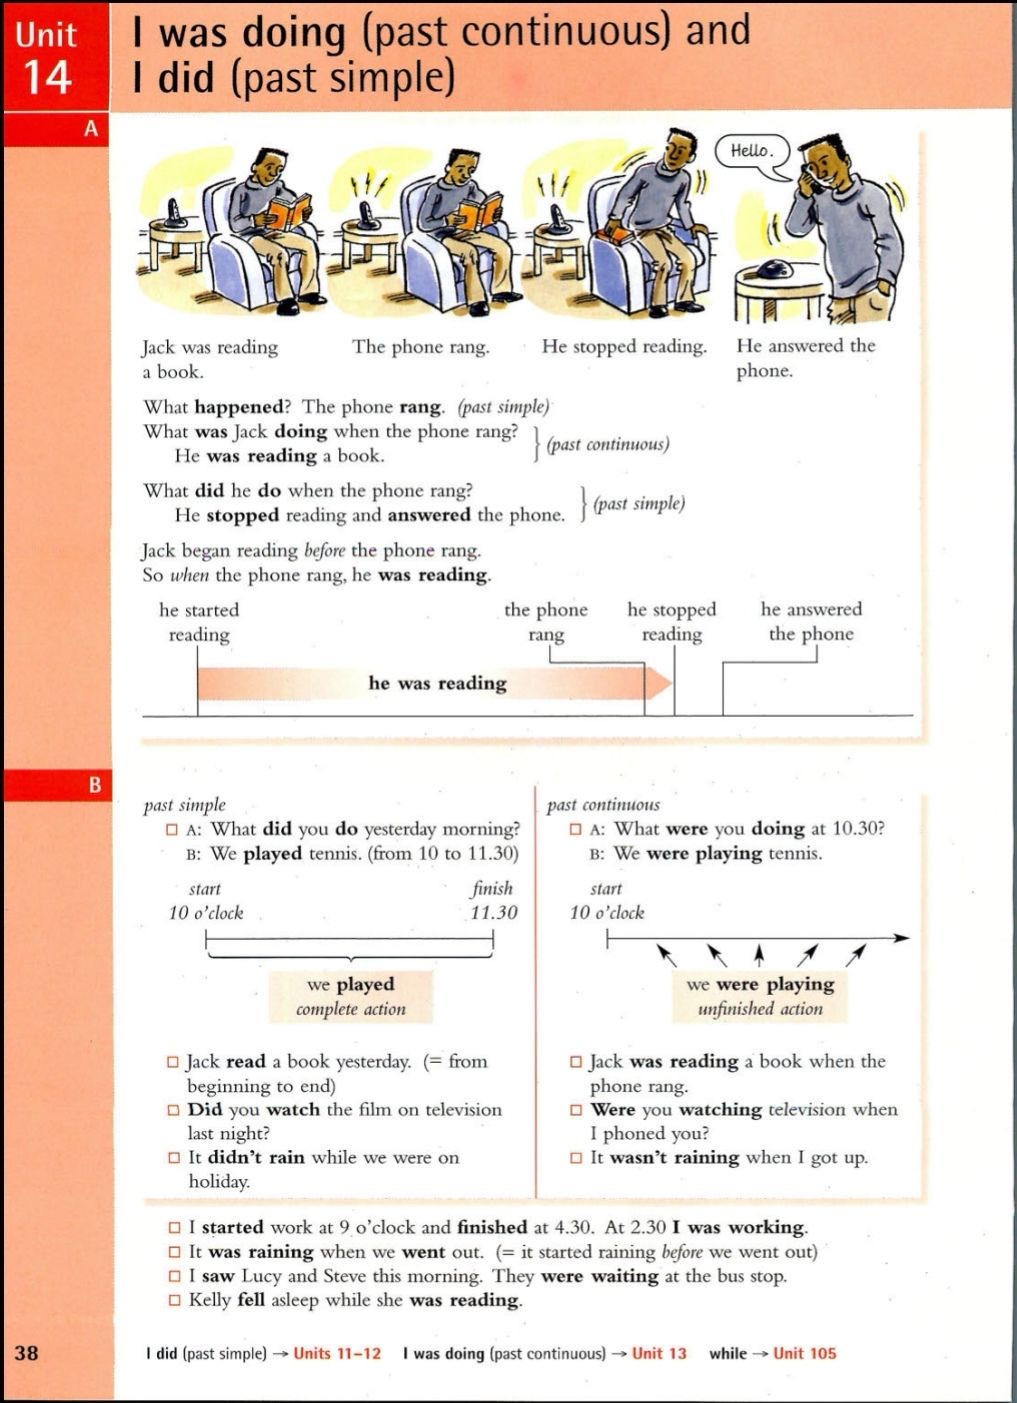 Unit
14
I was doing (past continuous) and
I did (past simple)
A
Hello.
Jack was reading
a book.
The phone rang.
He stopped reading.
He answered the
phone.
What happened? The phone rang. (past simple)
What was Jack doing when the phone rang?
He was reading a book.
(past continuous)
What did he do when the phone rang?
He stopped reading and answered the phone.
(past simple)
Jack began reading before the phone rang.
So when the phone rang, he was reading.
he started
reading
the phone
rang
he stopped
reading
he answered
the phone
he was reading
B
past simple
A: What did you do yesterday morning?
B: We played tennis. (from 10 to 11.30)
start
10 o'clock
finish
11.30
we played
complete action
Jack read a book yesterday. (= from
beginning to end)
Did you watch the film on television
last night?
It didn't rain while we were on
holiday.
past continuous
A: What were you doing at 10.30?
B: We were playing tennis.
start
10 o'clock
we were playing
unfinished action
Jack was reading a book when the
phone rang.
Were you watching television when
I phoned you?
It wasn't raining when I got up.
I started work at 9 o'clock and finished at 4.30. At 2.30 I was working.
It was raining when we went out. (= it started raining before we went out)
I saw Lucy and Steve this morning. They were waiting at the bus stop.
Kelly fell asleep while she was reading.
38
I did (past simple) → Units 11–12 I was doing (past continuous) → Unit 13 while → Unit 105